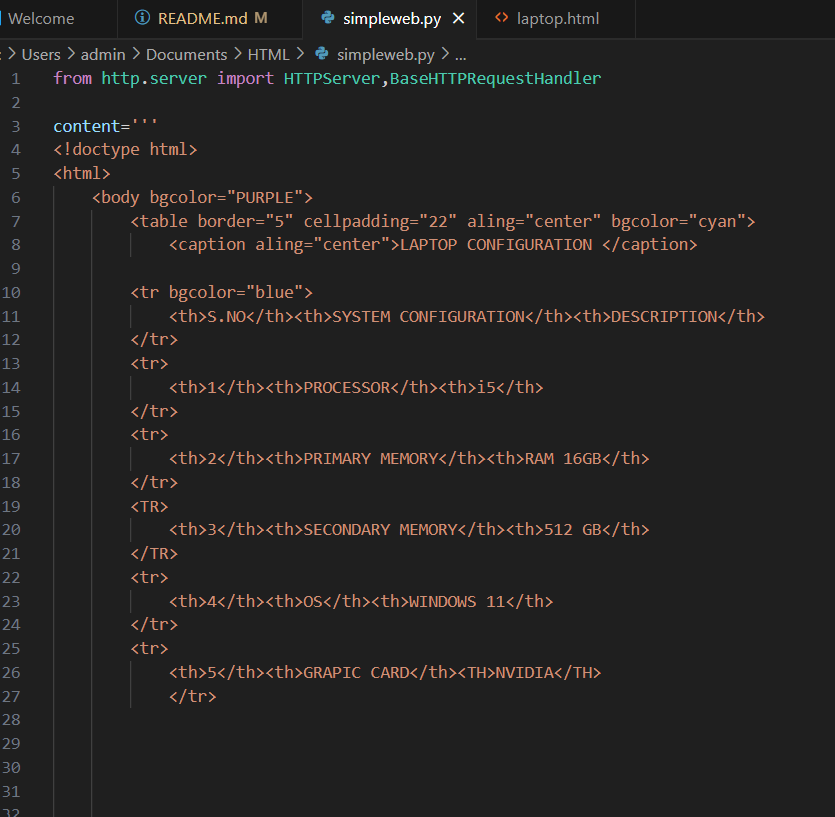 Welcome README.md M simpleweb.py laptop.html
Users > admin > Documents > HTML > simpleweb.py > ...
1 from http.server import HTTPServer,BaseHTTPRequestHandler
2
3 content='''
4 <!doctype html>
5 <html>
6 <body bgcolor="PURPLE">
7 <table border="5" cellpadding="22" aling="center" bgcolor="cyan">
8 <caption aling="center">LAPTOP CONFIGURATION </caption>
9
10 <tr bgcolor="blue">
11 <th>S.NO</th><th>SYSTEM CONFIGURATION</th><th>DESCRIPTION</th>
12 </tr>
13 <tr>
14 <th>1</th><th>PROCESSOR</th><th>i5</th>
15 </tr>
16 <tr>
17 <th>2</th><th>PRIMARY MEMORY</th><th>RAM 16GB</th>
18 </tr>
19 <TR>
20 <th>3</th><th>SECONDARY MEMORY</th><th>512 GB</th>
21 </TR>
22 <tr>
23 <th>4</th><th>OS</th><th>WINDOWS 11</th>
24 </tr>
25 <tr>
26 <th>5</th><th>GRAPIC CARD</th><TH>NVIDIA</TH>
27 </tr>
28
29
30
31
32